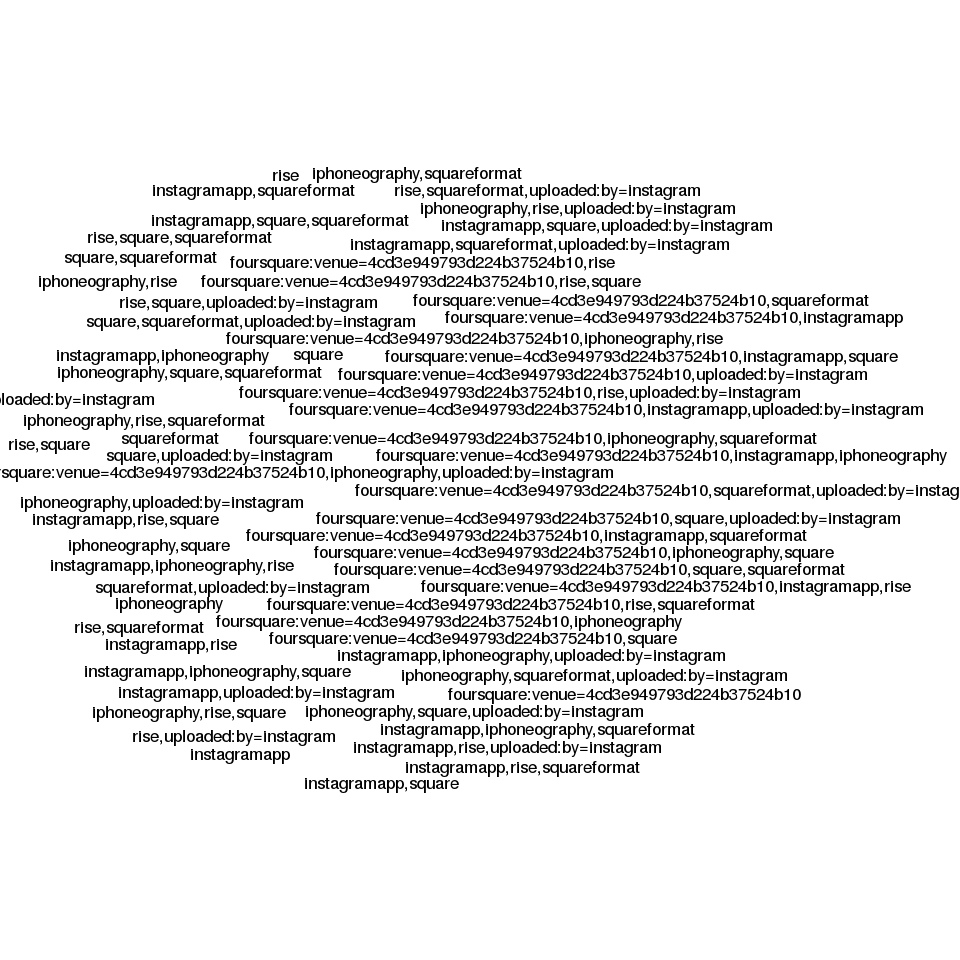 rise iphoneography,squareformat
instagramapp,squareformat rise,squareformat,uploaded:by=instagram
iphoneography,rise,uploaded:by=instagram
instagramapp,square,squareformat instagramapp,square,uploaded:by=instagram
rise,square,squareformat instagramapp,squareformat,uploaded:by=instagram
square,squareformat foursquare:venue=4cd3e949793d224b37524b10,rise
iphoneography,rise foursquare:venue=4cd3e949793d224b37524b10,rise,square
rise,square,uploaded:by=instagram foursquare:venue=4cd3e949793d224b37524b10,squareformat
square,squareformat,uploaded:by=instagram foursquare:venue=4cd3e949793d224b37524b10,instagramapp
foursquare:venue=4cd3e949793d224b37524b10,iphoneography,rise
instagramapp,iphoneography square foursquare:venue=4cd3e949793d224b37524b10,instagramapp,square
iphoneography,square,squareformat foursquare:venue=4cd3e949793d224b37524b10,uploaded:by=instagram
foursquare:venue=4cd3e949793d224b37524b10,rise,uploaded:by=instagram
loaded:by=instagram foursquare:venue=4cd3e949793d224b37524b10,instagramapp,uploaded:by=instagram
iphoneography,rise,squareformat
rise,square squareformat foursquare:venue=4cd3e949793d224b37524b10,iphoneography,squareformat
square,uploaded:by=instagram foursquare:venue=4cd3e949793d224b37524b10,instagramapp,iphoneography
rsquare:venue=4cd3e949793d224b37524b10,iphoneography,uploaded:by=instagram
foursquare:venue=4cd3e949793d224b37524b10,squareformat,uploaded:by=instag
iphoneography,uploaded:by=instagram
instagramapp,rise,square foursquare:venue=4cd3e949793d224b37524b10,square,uploaded:by=instagram
foursquare:venue=4cd3e949793d224b37524b10,instagramapp,squareformat
iphoneography,square foursquare:venue=4cd3e949793d224b37524b10,iphoneography,square
instagramapp,iphoneography,rise foursquare:venue=4cd3e949793d224b37524b10,square,squareformat
squareformat,uploaded:by=instagram foursquare:venue=4cd3e949793d224b37524b10,instagramapp,rise
iphoneography foursquare:venue=4cd3e949793d224b37524b10,rise,squareformat
rise,squareformat foursquare:venue=4cd3e949793d224b37524b10,iphoneography
instagramapp,rise foursquare:venue=4cd3e949793d224b37524b10,square
instagramapp,iphoneography,uploaded:by=instagram
instagramapp,iphoneography,square iphoneography,squareformat,uploaded:by=instagram
instagramapp,uploaded:by=instagram foursquare:venue=4cd3e949793d224b37524b10
iphoneography,rise,square iphoneography,square,uploaded:by=instagram
instagramapp,iphoneography,squareformat
rise,uploaded:by=instagram instagramapp,rise,uploaded:by=instagram
instagramapp
instagramapp,rise,squareformat
instagramapp,square